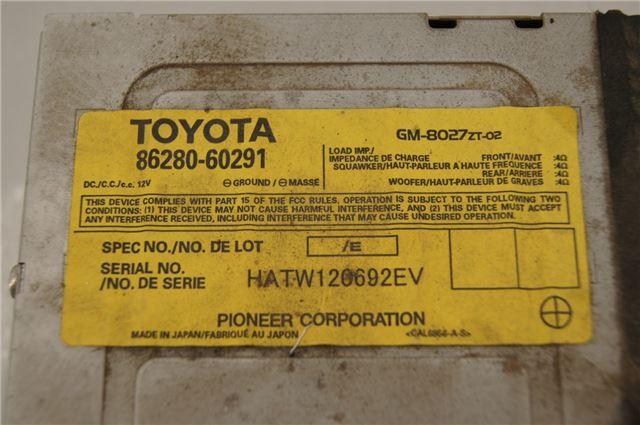 TOYOTA
86280-60291
GM-8027ZT-02
LOAD IMP./
IMPEDANCE DE CHARGE FRONT/AVANT :4Ω
SQUAWKER/HAUT-PARLEUR A HAUTE FREQUENCE :4Ω
REAR/ARRIERE :4Ω
WOOFER/HAUT-PARLEUR DE GRAVES :4Ω
DC./C.C./c.c. 12V ⊖GROUND/⊖MASSE
THIS DEVICE COMPLIES WITH PART 15 OF THE FCC RULES. OPERATION IS SUBJECT TO THE FOLLOWING TWO
CONDITIONS: (1) THIS DEVICE MAY NOT CAUSE HARMFUL INTERFERENCE, AND (2) THIS DEVICE MUST ACCEPT
ANY INTERFERENCE RECEIVED, INCLUDING INTERFERENCE THAT MAY CAUSE UNDESIRED OPERATION.
SPEC NO./NO. DE LOT /E
SERIAL NO.
/NO. DE SERIE HATW120692EV
PIONEER CORPORATION
MADE IN JAPAN/FABRIQUÉ AU JAPON